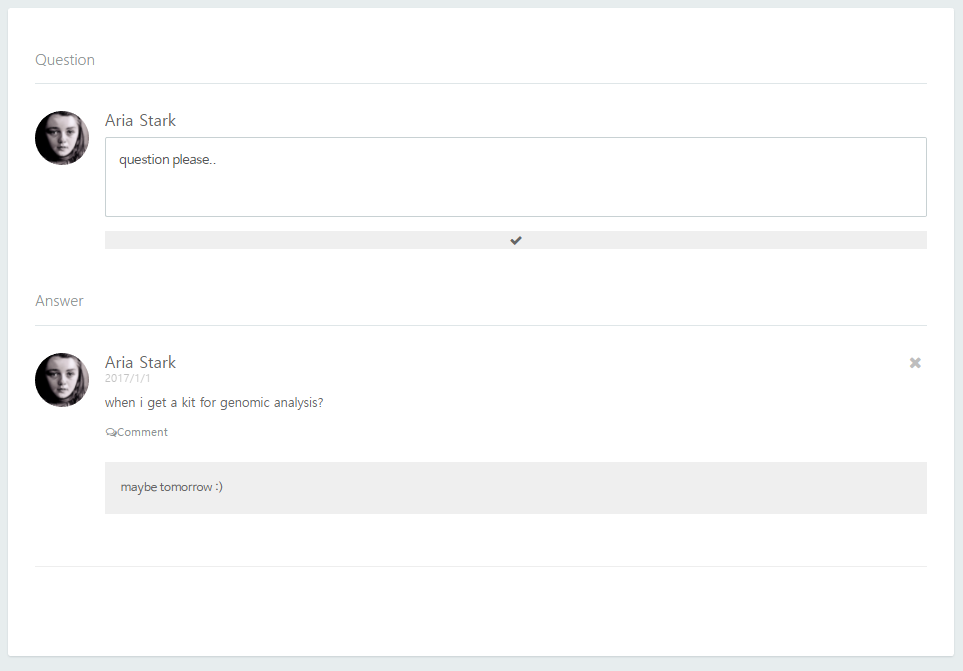 Question
Aria Stark
question please..
Answer
Aria Stark
2017/1/1
when i get a kit for genomic analysis?
Comment
maybe tomorrow :)